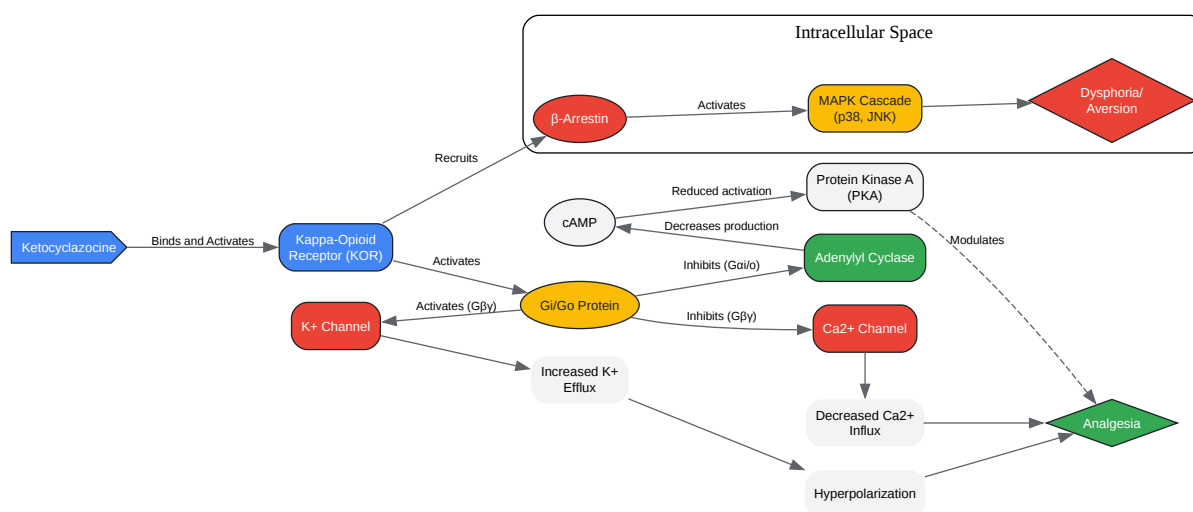 Intracellular Space
Dysphoria/
Aversion
MAPK Cascade
(p38, JNK)
Activates
β-Arrestin
Recruits
Protein Kinase A
(PKA)
Reduced activation
cAMP
Decreases production
Modulates
Ketocyclazocine
Binds and Activates
Kappa-Opioid
Receptor (KOR)
Activates
Adenylyl Cyclase
Inhibits (Gαi/o)
Gi/Go Protein
Activates (Gβγ)
K+ Channel
Inhibits (Gβγ)
Ca2+ Channel
Increased K+
Efflux
Decreased Ca2+
Influx
Analgesia
Hyperpolarization